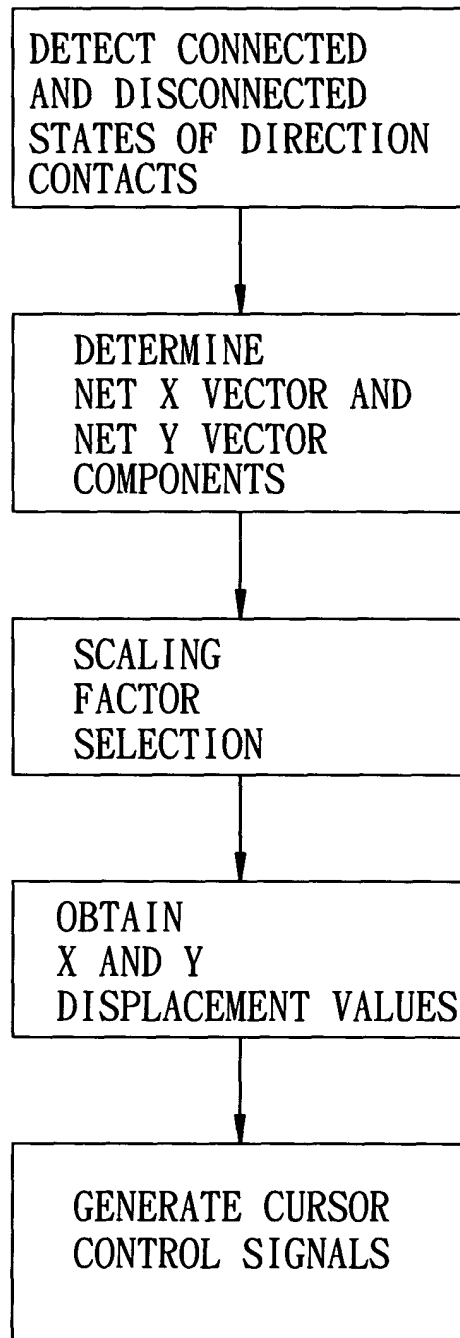 DETECT CONNECTED
AND DISCONNECTED
STATES OF DIRECTION
CONTACTS
DETERMINE
NET X VECTOR AND
NET Y VECTOR
COMPONENTS
SCALING
FACTOR
SELECTION
OBTAIN
X AND Y
DISPLACEMENT VALUES
GENERATE CURSOR
CONTROL SIGNALS